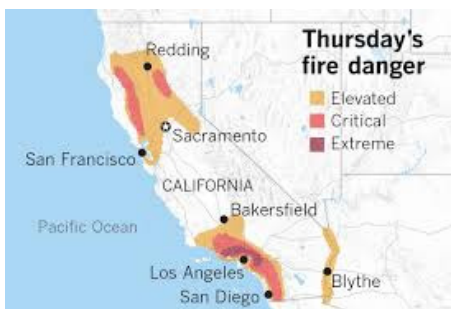 Thursday's
fire danger
Elevated
Critical
Extreme
Redding
Sacramento
San Francisco
CALIFORNIA
Bakersfield
Pacific Ocean
Los Angeles
Blythe
San Diego